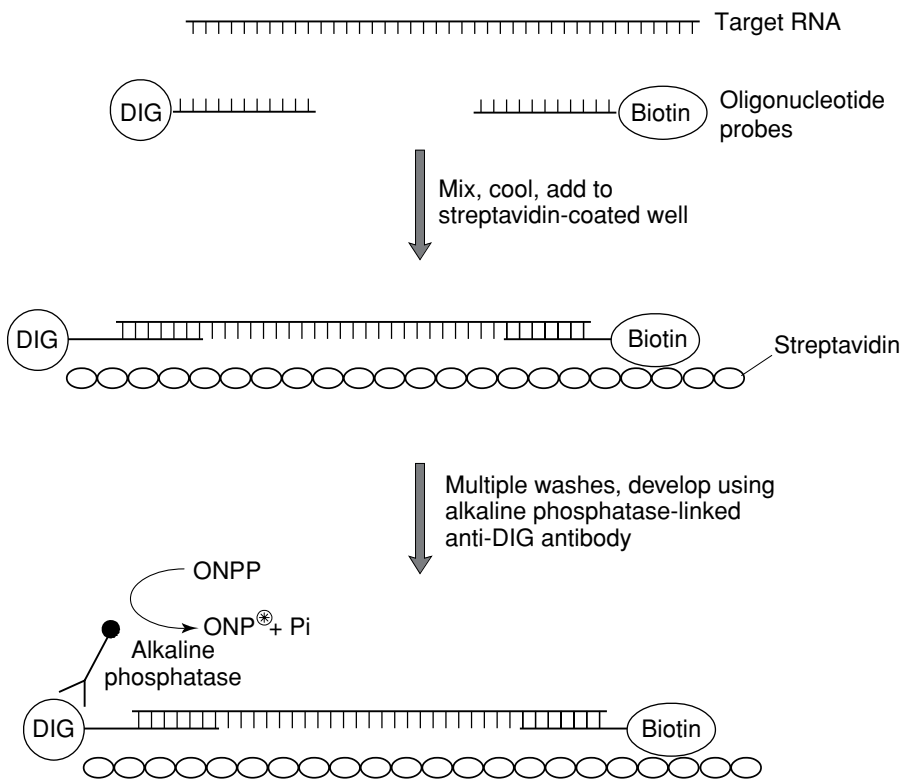 Target RNA
DIG
Biotin
Oligonucleotide
probes
Mix, cool, add to
streptavidin-coated well
DIG
Biotin
Streptavidin
Multiple washes, develop using
alkaline phosphatase-linked
anti-DIG antibody
ONPP
ONP⊛+ Pi
Alkaline
phosphatase
DIG
Biotin